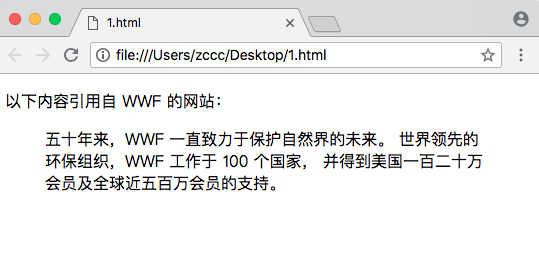 1.html
file:///Users/zccc/Desktop/1.html
以下内容引用自 WWF 的网站：
五十年来，WWF 一直致力于保护自然界的未来。 世界领先的
环保组织，WWF 工作于 100 个国家， 并得到美国一百二十万
会员及全球近五百万会员的支持。